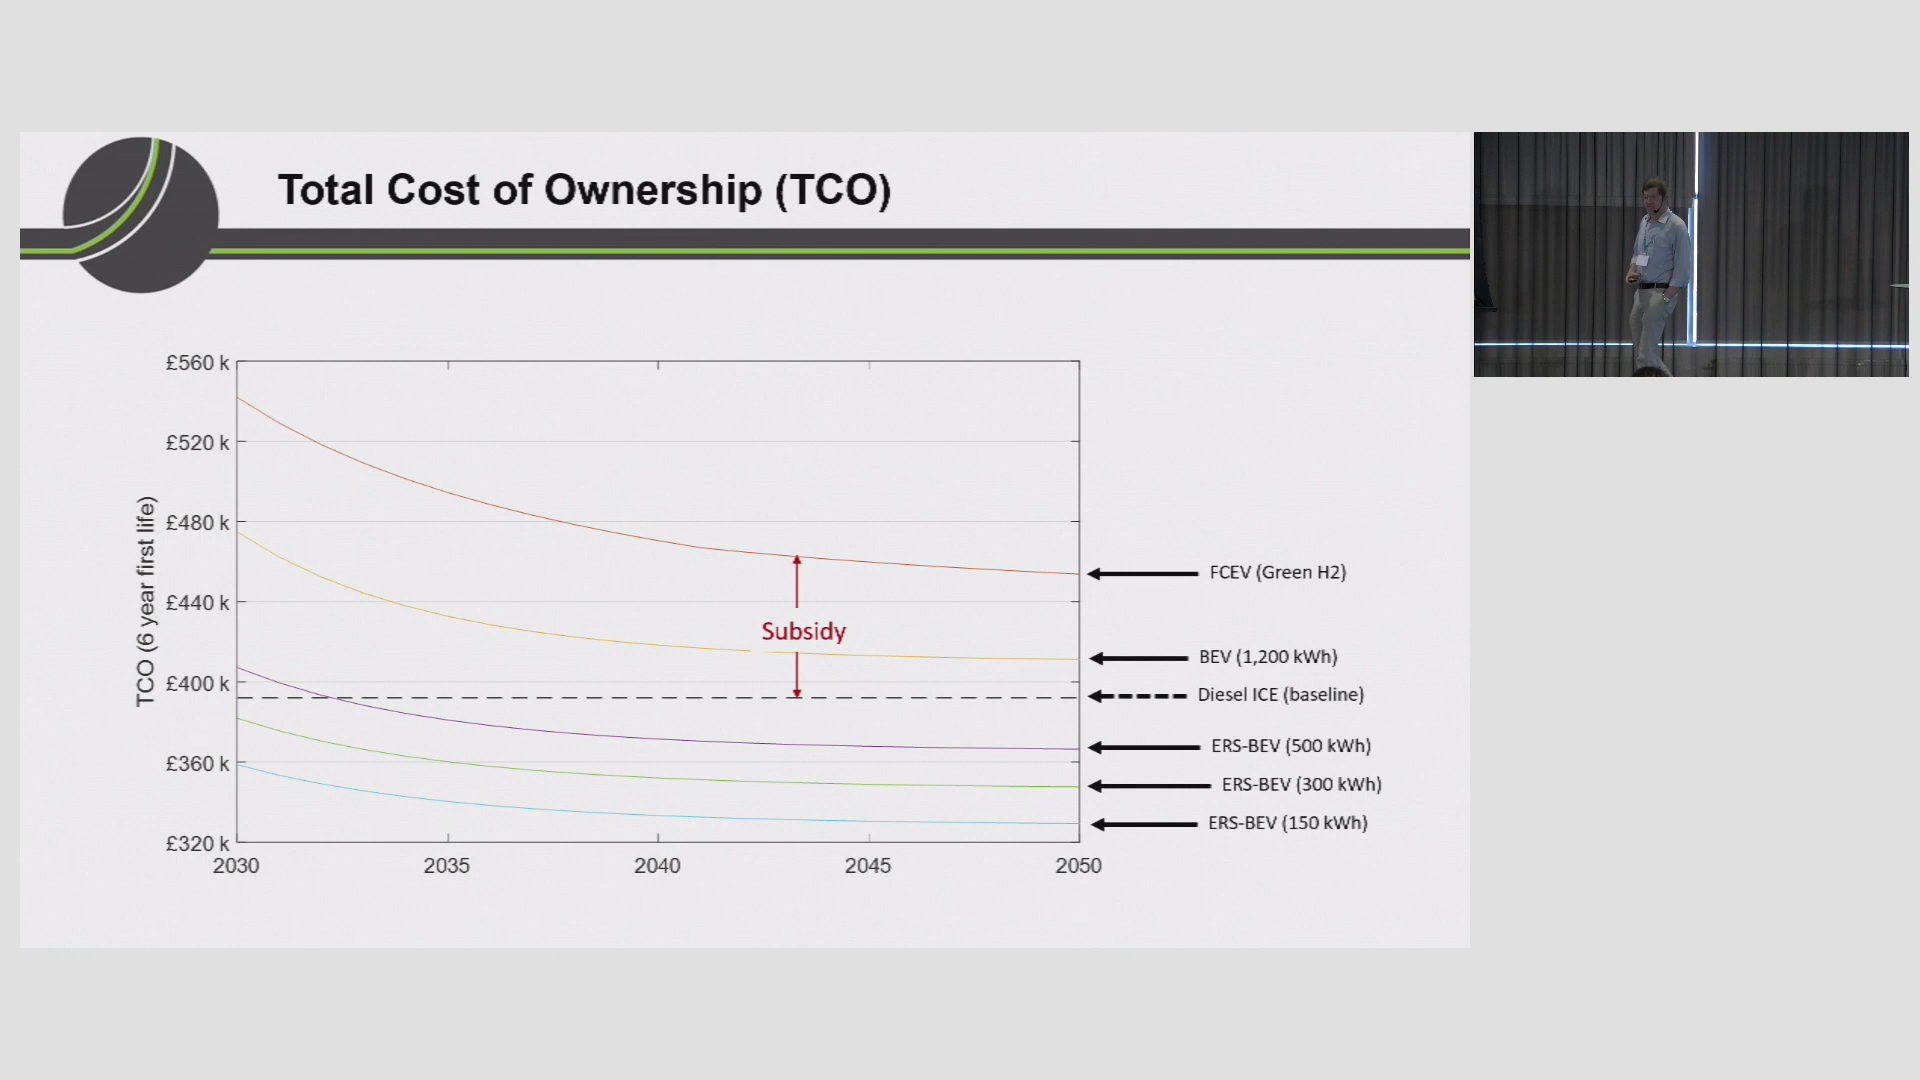 Total Cost of Ownership (TCO)
TCO (6 year first life)
£560 k
£520 k
£480 k
£440 k
£400 k
£360 k
£320 k
2030
2035
2040
2045
2050
Subsidy
FCEV (Green H2)
BEV (1,200 kWh)
Diesel ICE (baseline)
ERS-BEV (500 kWh)
ERS-BEV (300 kWh)
ERS-BEV (150 kWh)